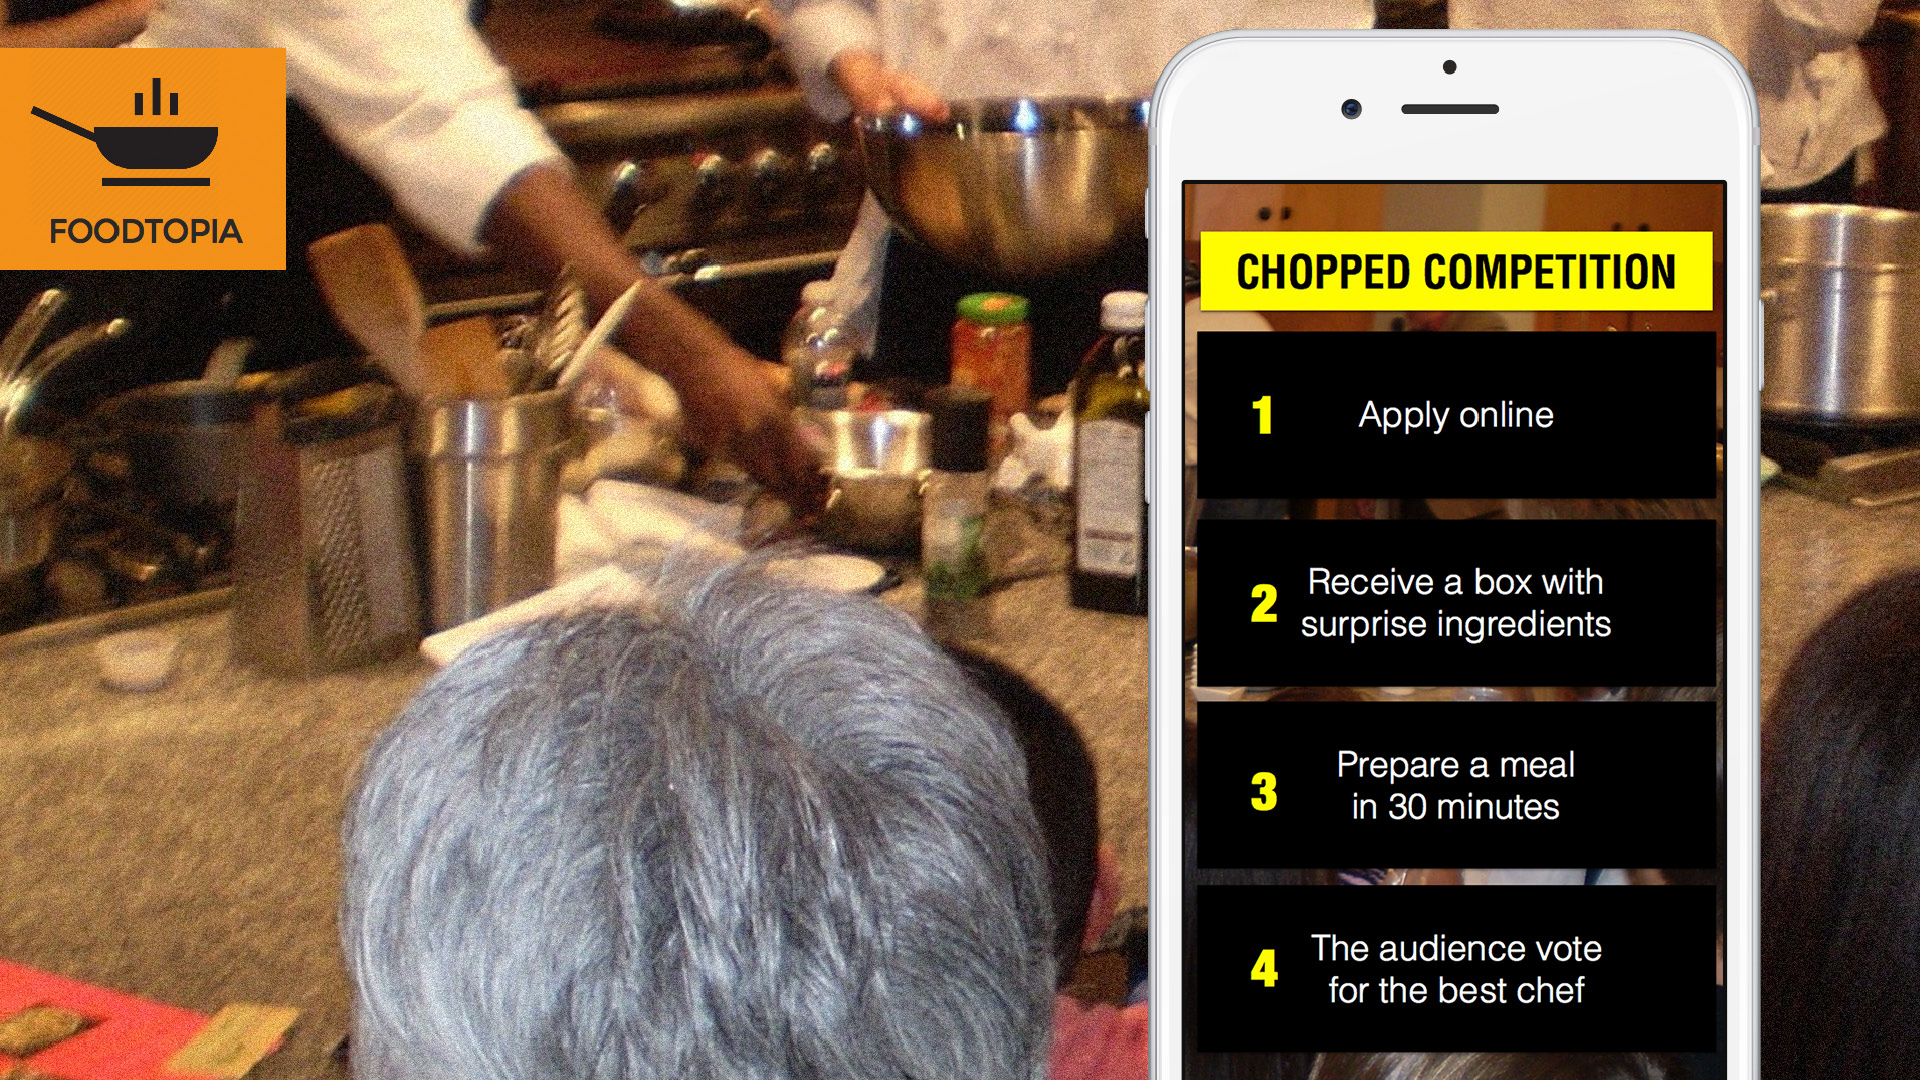 FOODTOPIA
CHOPPED COMPETITION
1 Apply online
2 Receive a box with
surprise ingredients
3 Prepare a meal
in 30 minutes
4 The audience vote
for the best chef